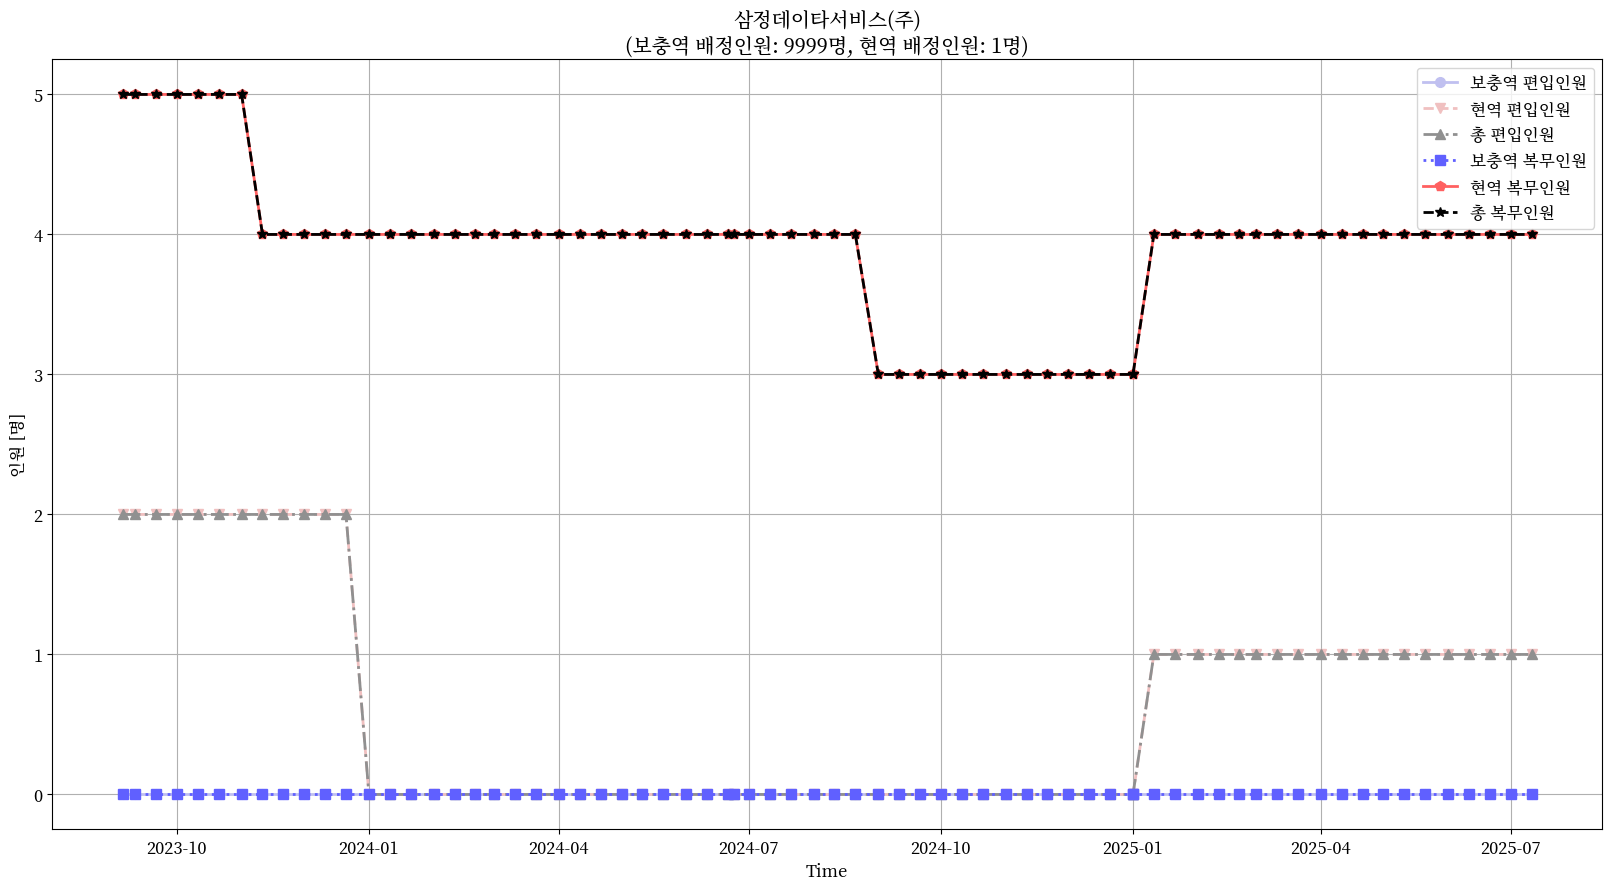 삼정데이타서비스(주)
(보충역 배정인원: 9999명, 현역 배정인원: 1명)
보충역 편입인원
현역 편입인원
총 편입인원
보충역 복무인원
현역 복무인원
총 복무인원
인원 [명]
5
4
3
2
1
0
2023-10
2024-01
2024-04
2024-07
2024-10
2025-01
2025-04
2025-07
Time